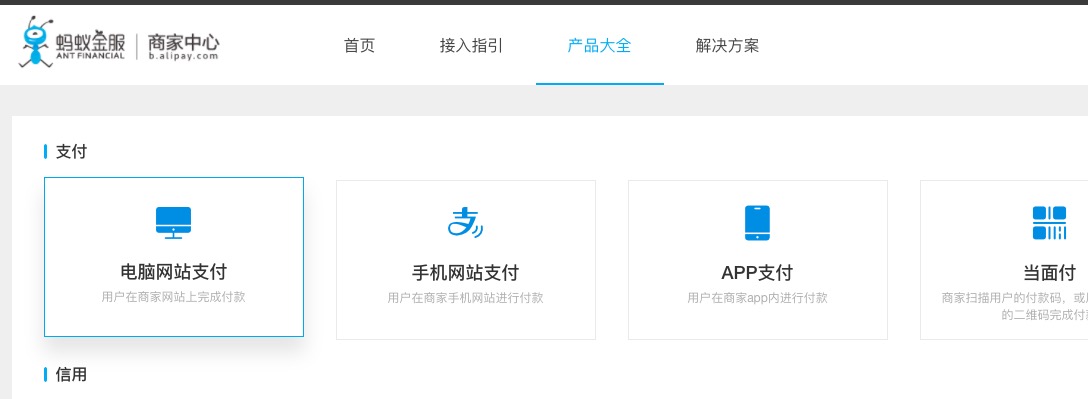 蚂蚁金服
ANT FINANCIAL
商家中心
b.alipay.com
首页
接入指引
产品大全
解决方案
支付
电脑网站支付
用户在商家网站上完成付款
手机网站支付
用户在商家手机网站进行付款
APP支付
用户在商家app内进行付款
当面付
商家扫描用户的付款码，或
的二维码完成付
信用